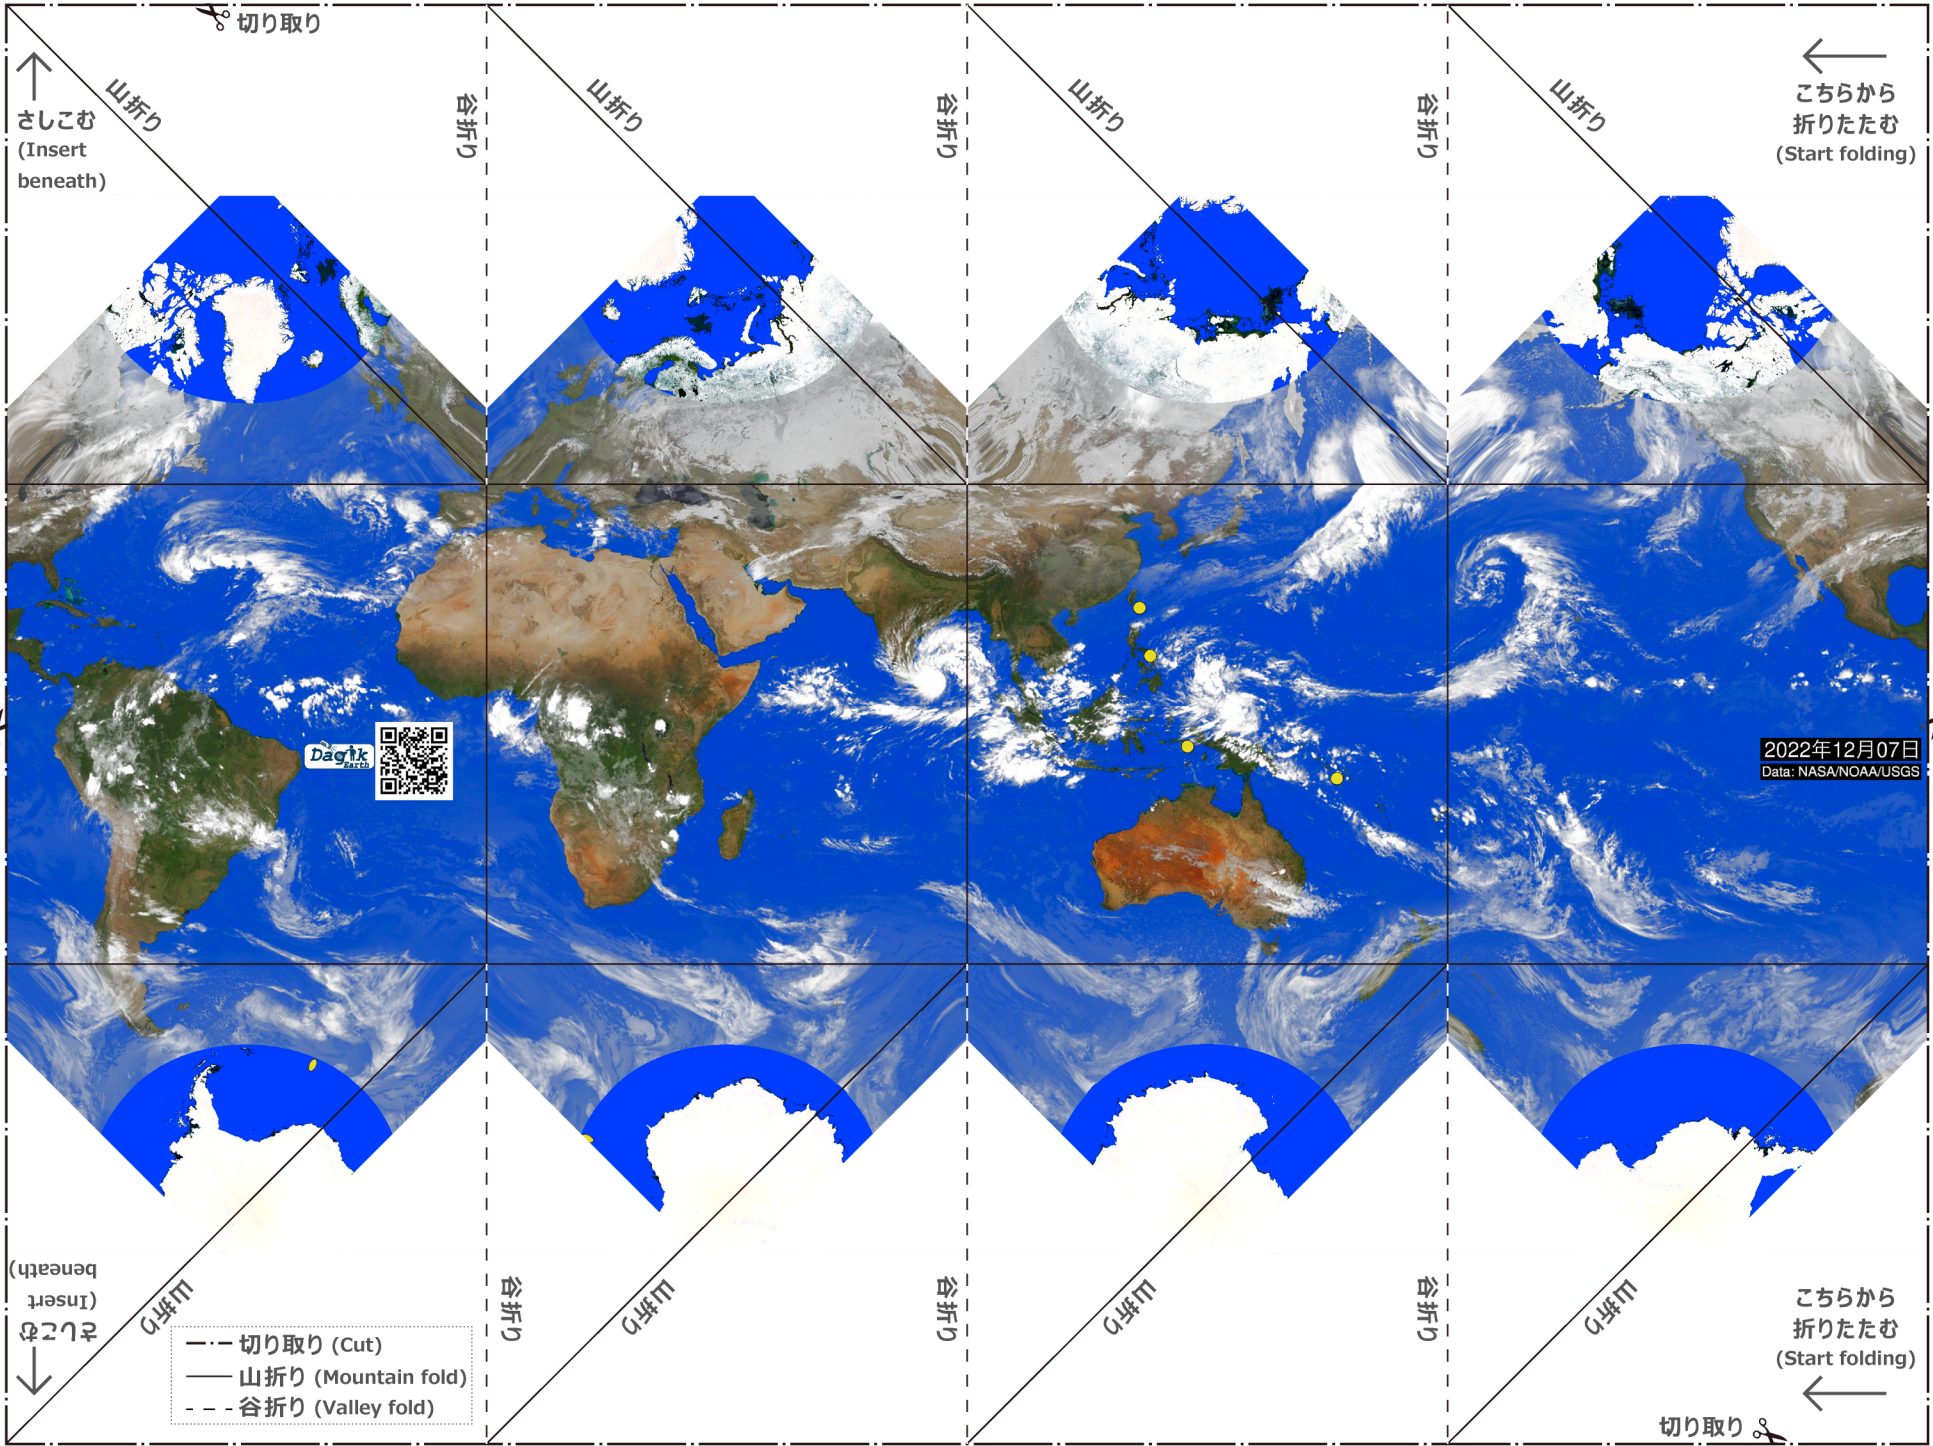 切り取り
さしこむ
(Insert
beneath)
山折り
谷折り
山折り
谷折り
山折り
谷折り
山折り
こちらから
折りたたむ
(Start folding)
Dagik
Earth
2022年12月07日
Data: NASA/NOAA/USGS
さしこむ
(Insert
beneath)
山折り
谷折り
山折り
谷折り
山折り
谷折り
山折り
こちらから
折りたたむ
(Start folding)
切り取り (Cut)
山折り (Mountain fold)
谷折り (Valley fold)
切り取り